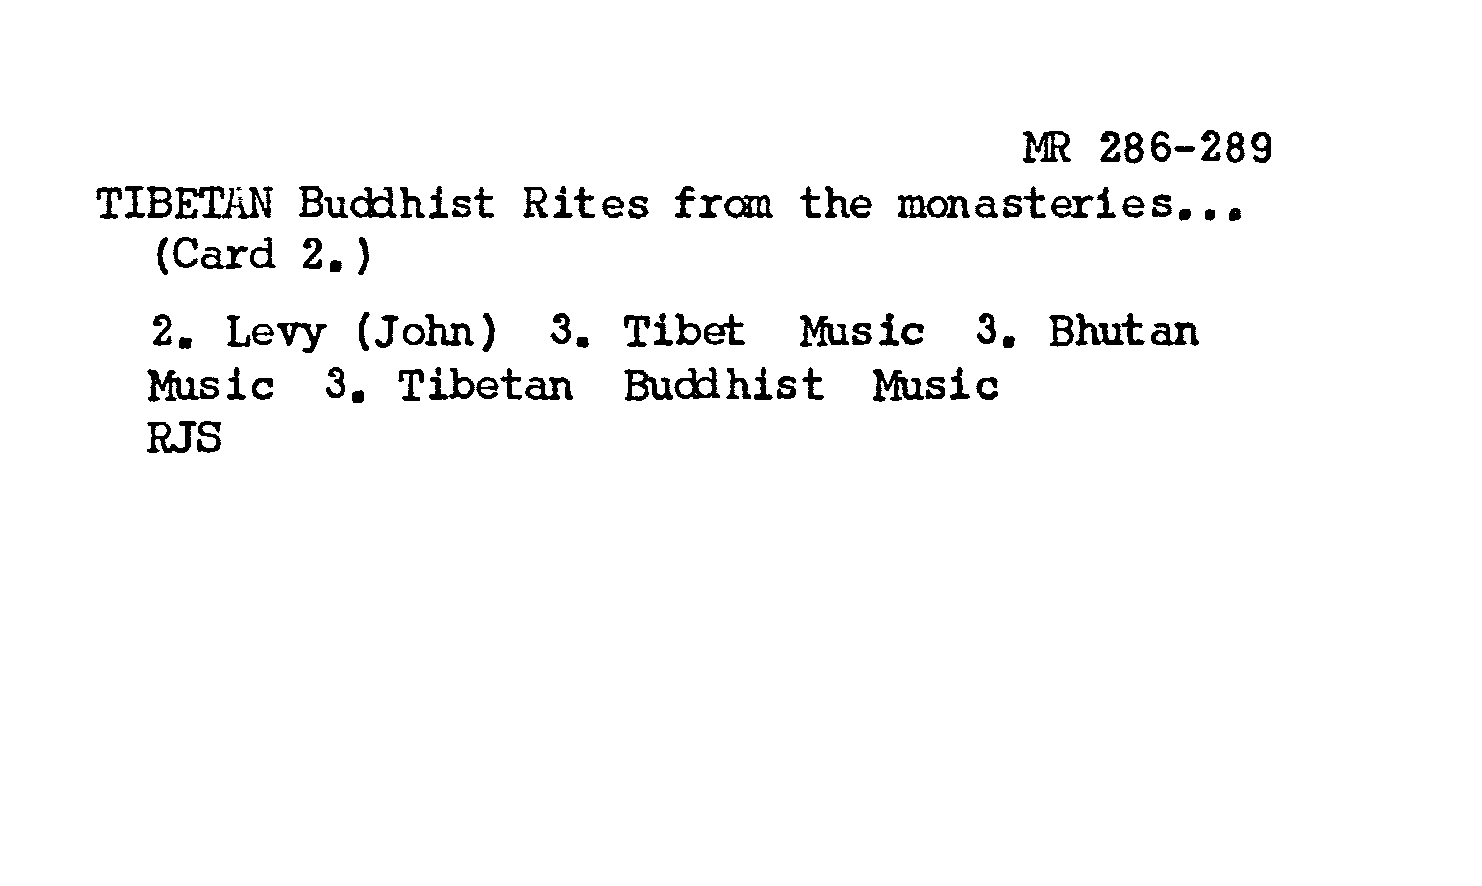 MR 286-289
TIBETAN Buddhist Rites from the monasteries...
(Card 2.)
2. Levy (John) 3. Tibet Music 3. Bhutan
Music 3. Tibetan Buddhist Music
RJS